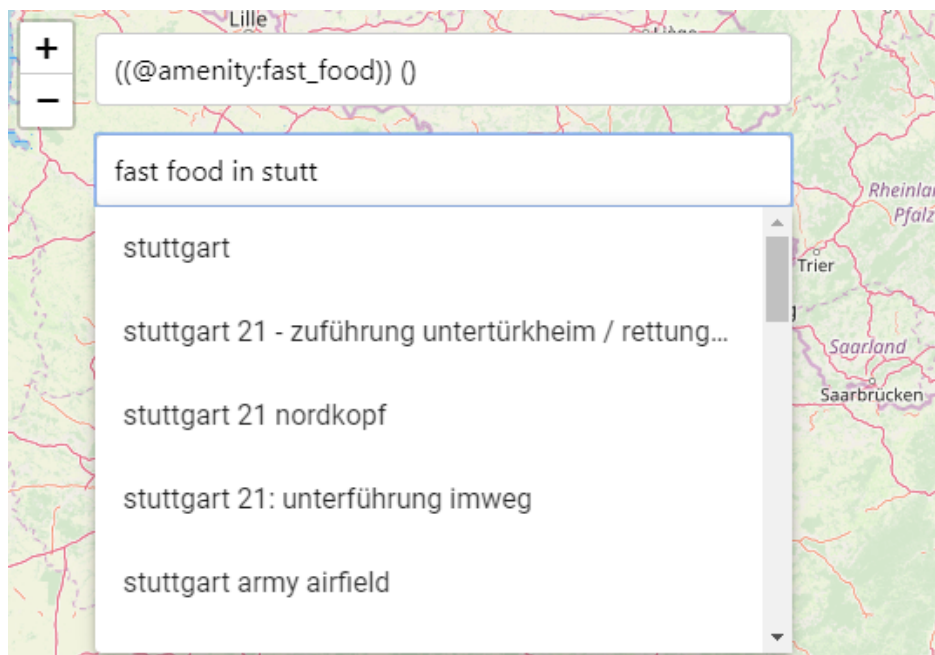 Lille
+
((@amenity:fast_food)) ()
−
fast food in stutt
Rheinla
Pfalz
stuttgart
Trier
stuttgart 21 - zuführung untertürkheim / rettung...
Saarland
Saarbrücken
stuttgart 21 nordkopf
stuttgart 21: unterführung imweg
stuttgart army airfield